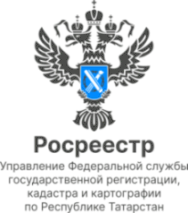 Росреестр
Управление Федеральной службы
государственной регистрации,
кадастра и картографии
по Республике Татарстан